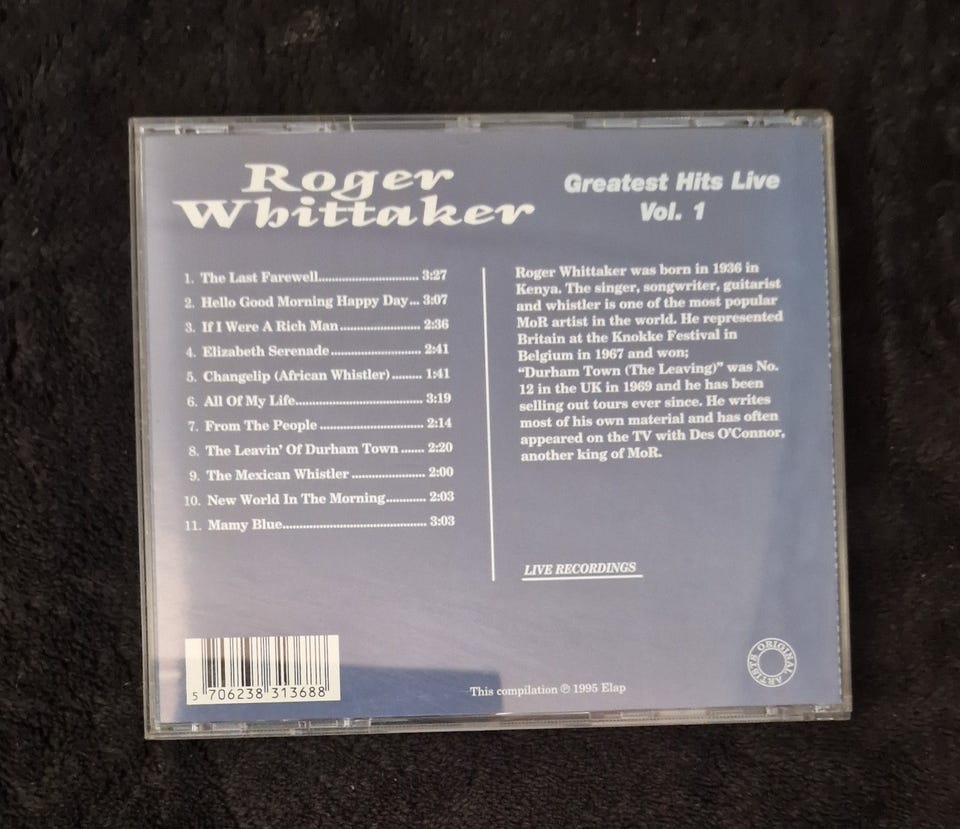 Roger
Whittaker
Greatest Hits Live
Vol. 1
1. The Last Farewell.............................. 3:27
2. Hello Good Morning Happy Day... 3:07
3. If I Were A Rich Man........................ 2:36
4. Elizabeth Serenade........................... 2:41
5. Changelip (African Whistler)......... 1:41
6. All Of My Life...................................... 3:19
7. From The People ............................... 2:14
8. The Leavin' Of Durham Town ....... 2:20
9. The Mexican Whistler ...................... 2:00
10. New World In The Morning............ 2:03
11. Mamy Blue........................................... 3:03
Roger Whittaker was born in 1936 in
Kenya. The singer, songwriter, guitarist
and whistler is one of the most popular
MoR artist in the world. He represented
Britain at the Knokke Festival in
Belgium in 1967 and won;
"Durham Town (The Leaving)" was No.
12 in the UK in 1969 and he has been
selling out tours ever since. He writes
most of his own material and has often
appeared on the TV with Des O'Connor,
another king of MoR.
LIVE RECORDINGS
5 706238 313688
This compilation ℗ 1995 Elap
ORIGINAL ARTISTS